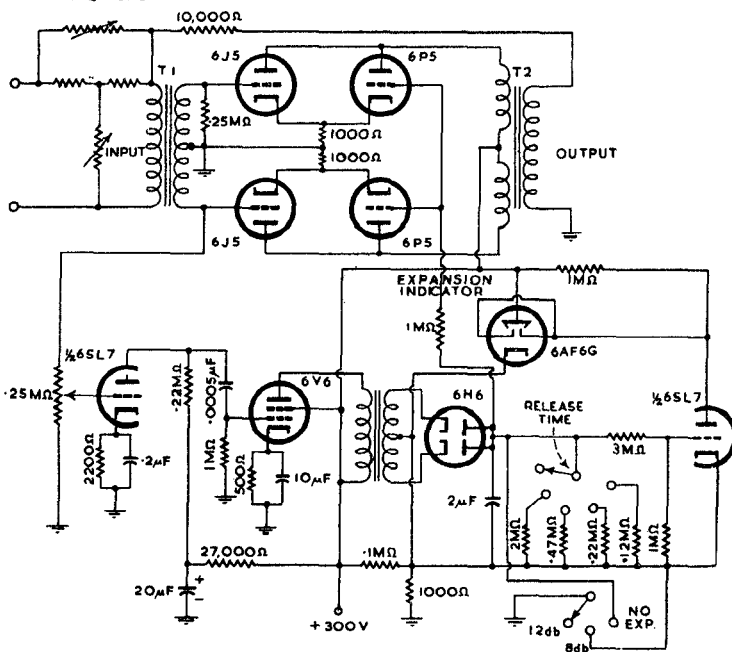 10,000Ω
T1
6J5
6P5
T2
.25MΩ
1000Ω
1000Ω
INPUT
OUTPUT
6J5
6P5
EXPANSION
INDICATOR
1MΩ
1MΩ
6AF6G
½6SL7
.25MΩ
.22MΩ
.0005µF
6V6
6H6
½6SL7
RELEASE
TIME
3MΩ
2200Ω
.2µF
1MΩ
500Ω
10µF
2µF
2MΩ
.47MΩ
.22MΩ
.12MΩ
1MΩ
27,000Ω
.1MΩ
20µF
+
-
1000Ω
+300V
12db
8db
NO
EXP.